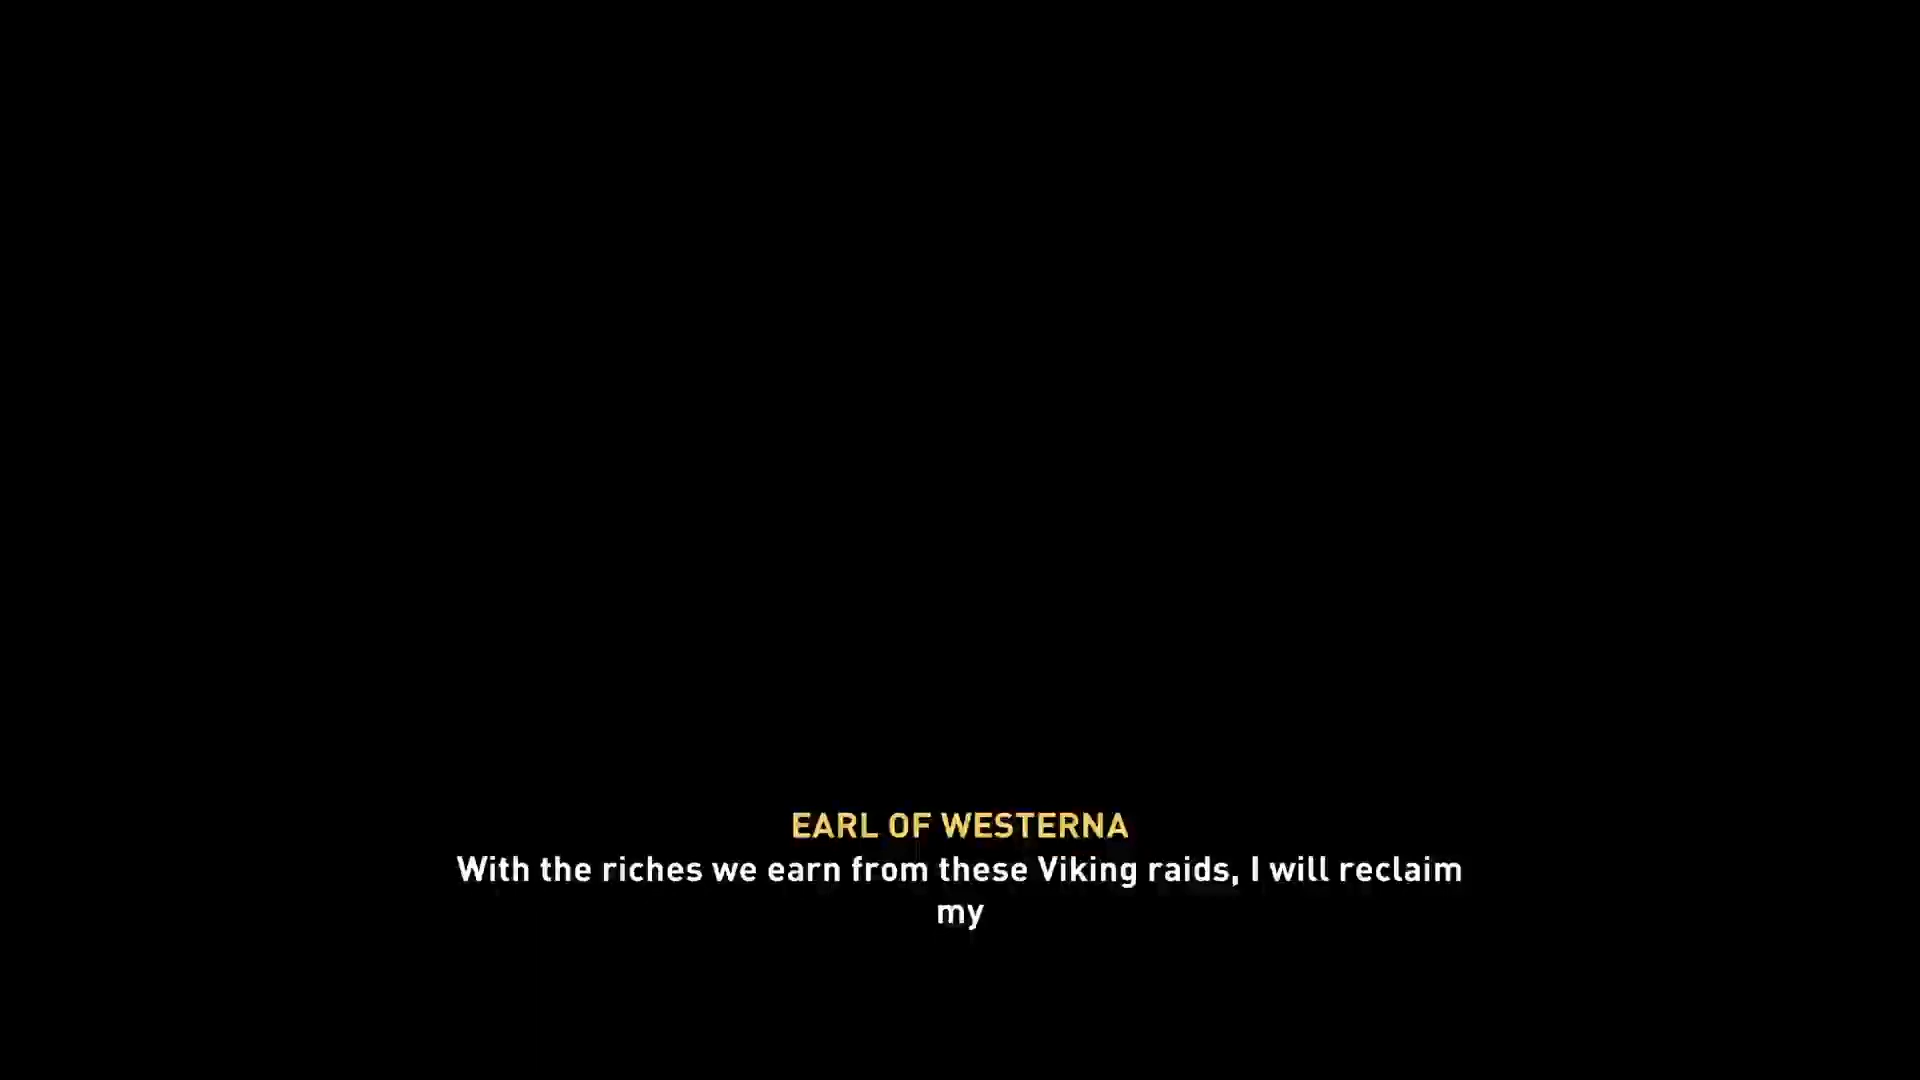 EARL OF WESTERNA
With the riches we earn from these Viking raids, I will reclaim
my